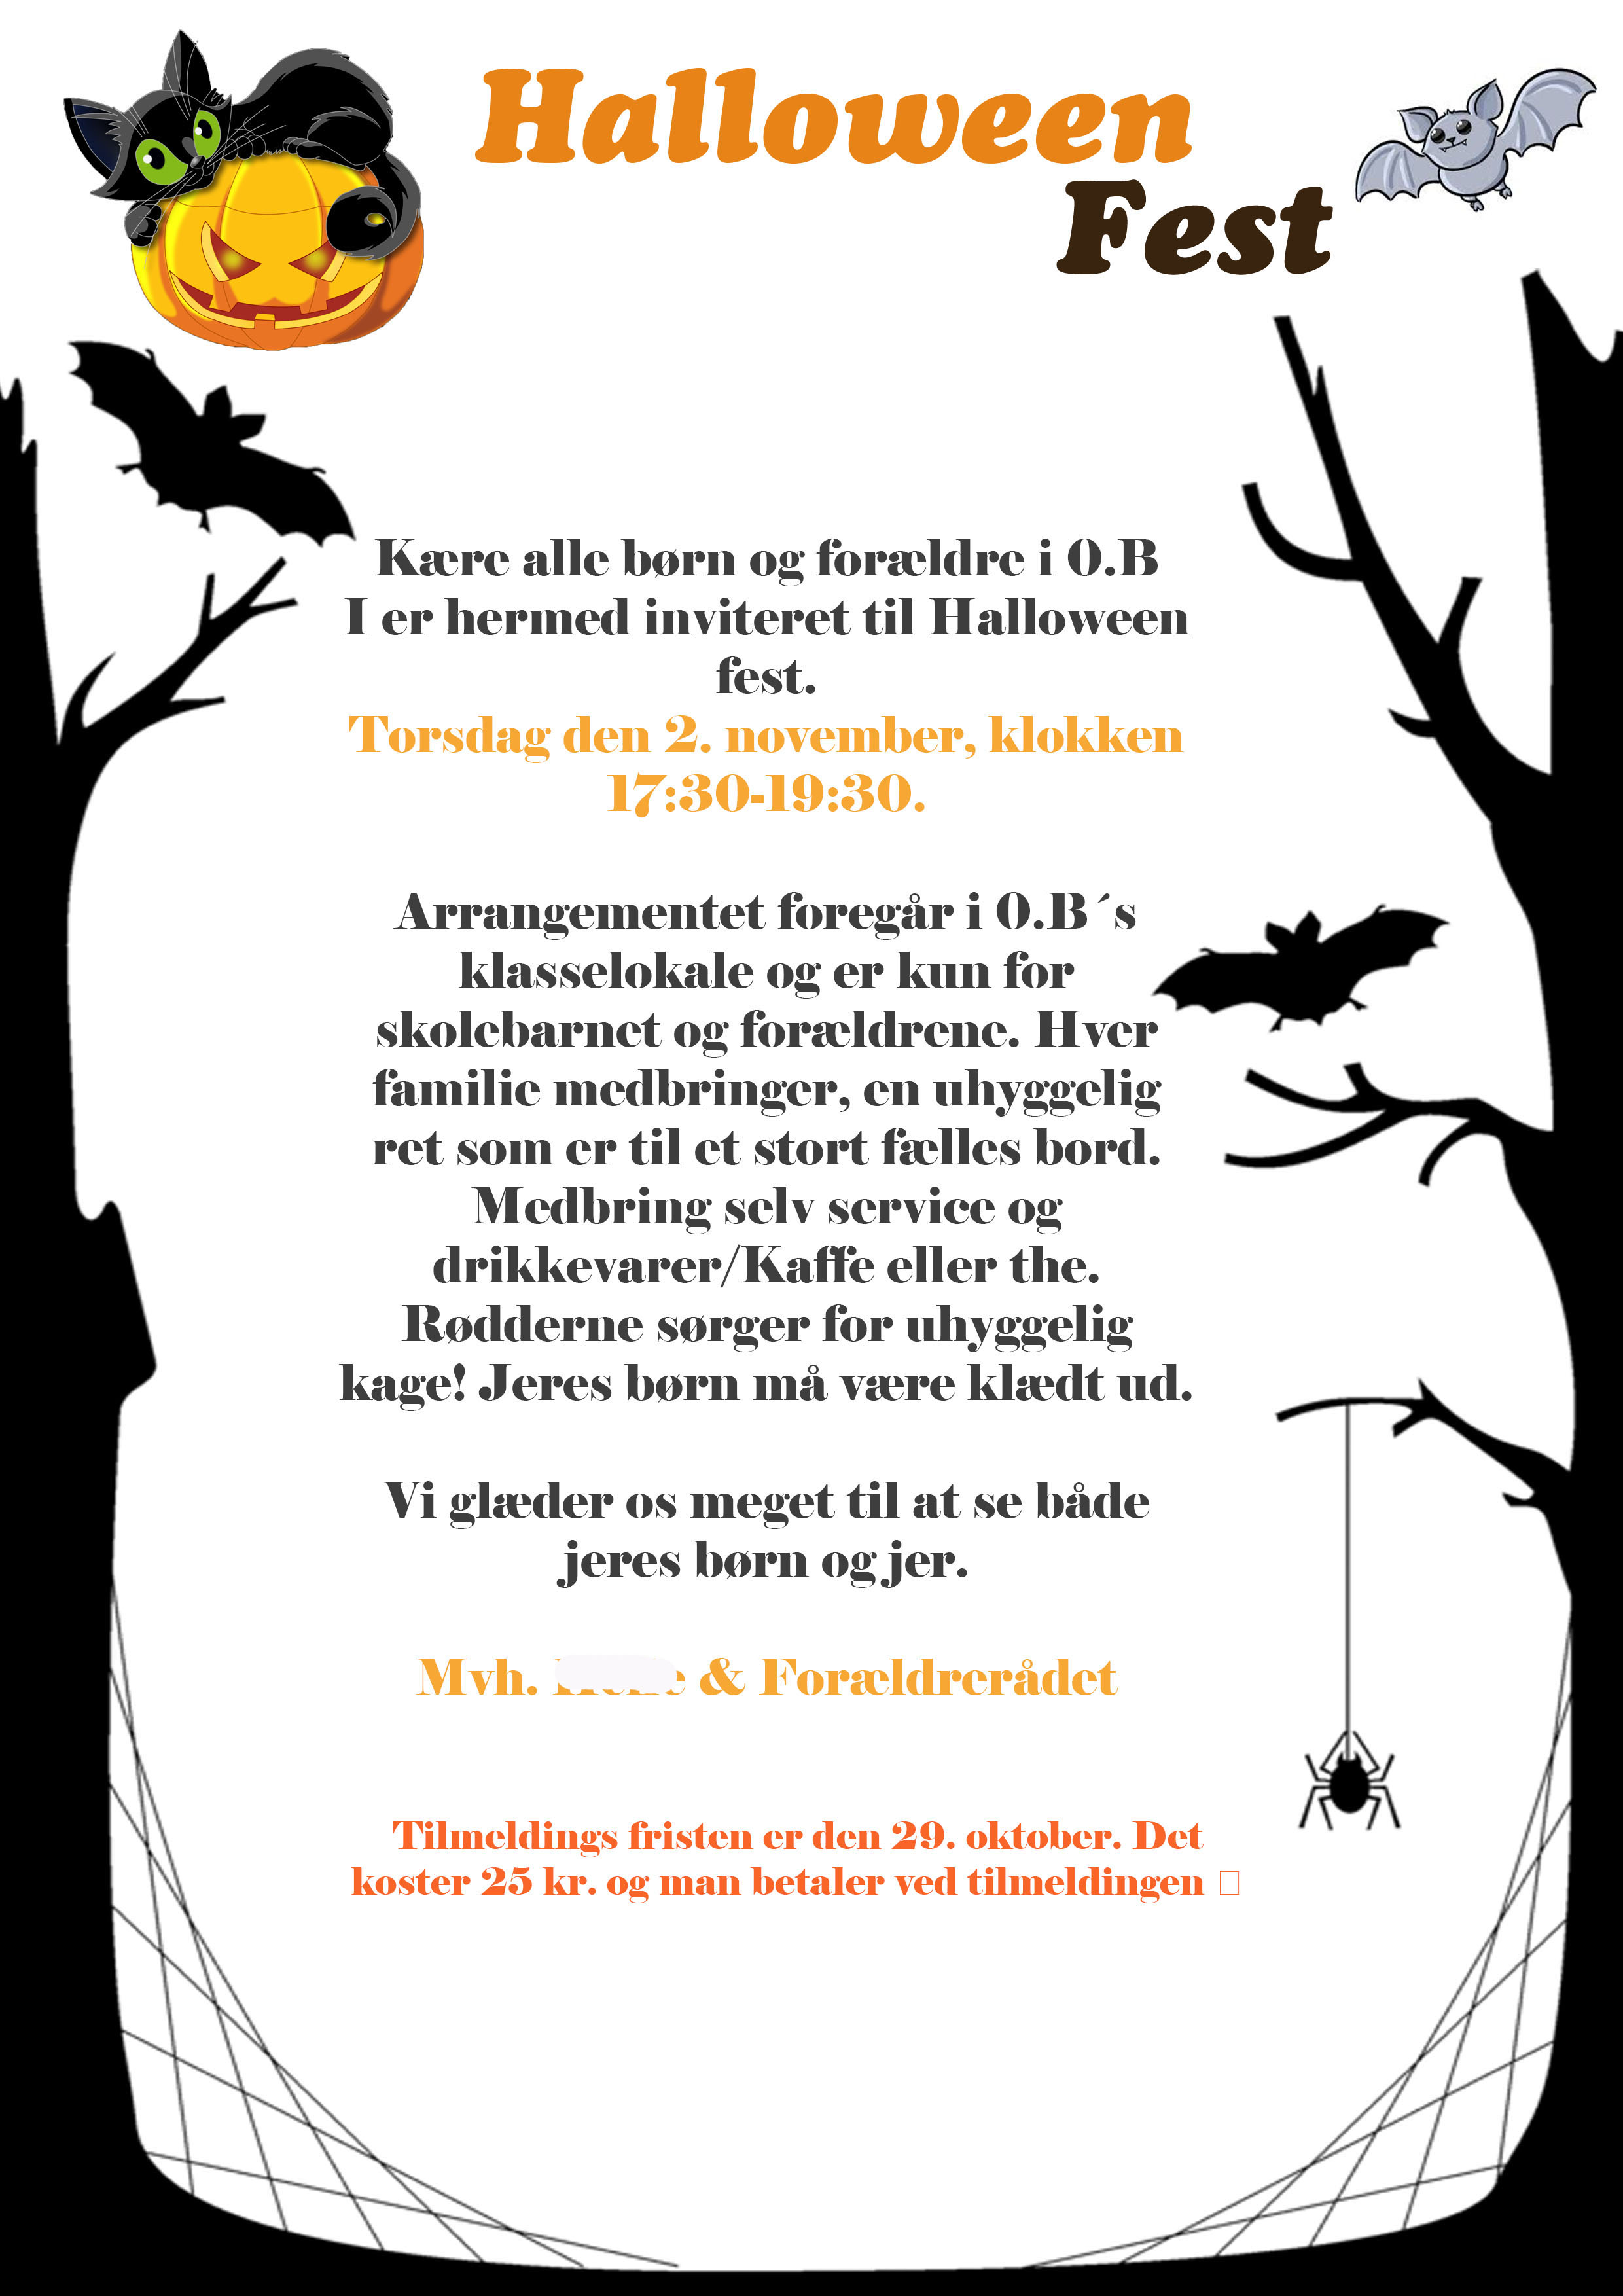 Halloween
Fest
Kære alle børn og forældre i 0.B
I er hermed inviteret til Halloween
fest.
Torsdag den 2. november, klokken
17:30-19:30.
Arrangementet foregår i 0.B´s
klasselokale og er kun for
skolebarnet og forældrene. Hver
familie medbringer, en uhyggelig
ret som er til et stort fælles bord.
Medbring selv service og
drikkevarer/Kaffe eller the.
Rødderne sørger for uhyggelig
kage! Jeres børn må være klædt ud.
Vi glæder os meget til at se både
jeres børn og jer.
Mvh. & Forældrerådet
Tilmeldings fristen er den 29. oktober. Det
koster 25 kr. og man betaler ved tilmeldingen